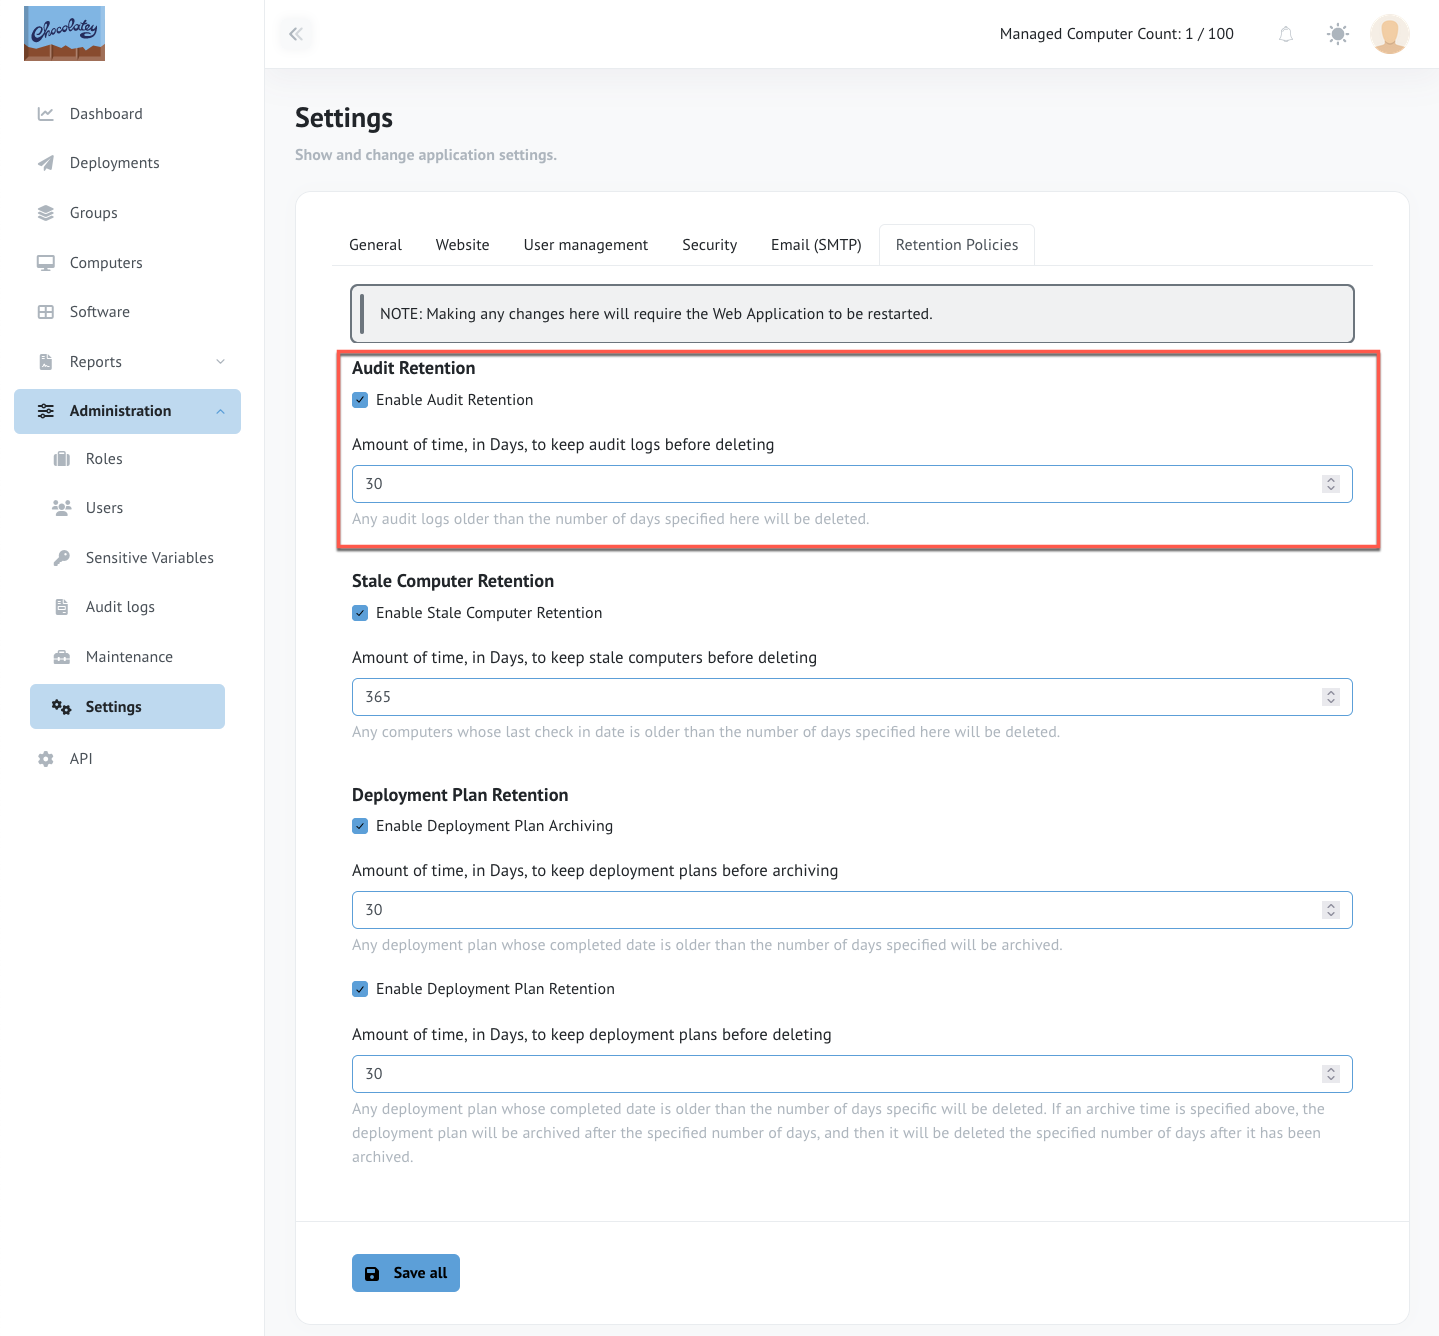 Chocolatey
Managed Computer Count: 1 / 100
Dashboard
Deployments
Groups
Computers
Software
Reports
Administration
Roles
Users
Sensitive Variables
Audit logs
Maintenance
Settings
API
Settings
Show and change application settings.
General Website User management Security Email (SMTP) Retention Policies
NOTE: Making any changes here will require the Web Application to be restarted.
Audit Retention
Enable Audit Retention
Amount of time, in Days, to keep audit logs before deleting
30
Any audit logs older than the number of days specified here will be deleted.
Stale Computer Retention
Enable Stale Computer Retention
Amount of time, in Days, to keep stale computers before deleting
365
Any computers whose last check in date is older than the number of days specified here will be deleted.
Deployment Plan Retention
Enable Deployment Plan Archiving
Amount of time, in Days, to keep deployment plans before archiving
30
Any deployment plan whose completed date is older than the number of days specified will be archived.
Enable Deployment Plan Retention
Amount of time, in Days, to keep deployment plans before deleting
30
Any deployment plan whose completed date is older than the number of days specific will be deleted. If an archive time is specified above, the
deployment plan will be archived after the specified number of days, and then it will be deleted the specified number of days after it has been
archived.
Save all